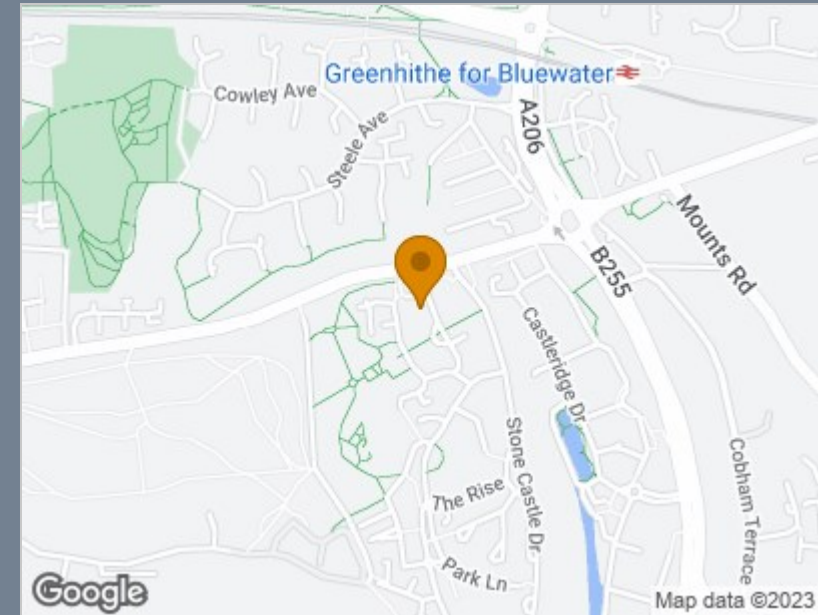 Greenhithe for Bluewater
Cowley Ave
Steele Ave
A206
Mounts Rd
B255
Castleridge Dr
Stone Castle Dr
Cobham Terrace
The Rise
Park Ln
Google
Map data ©2023